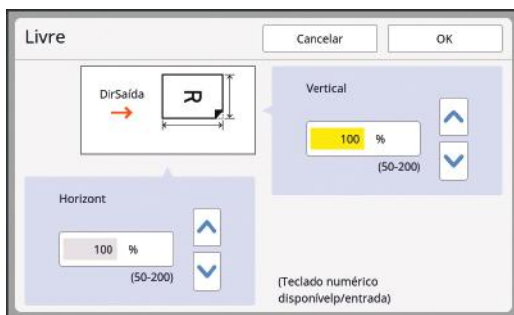 Livre
Cancelar
OK
DirSaída
R
Vertical
100 %
(50-200)
Horizont
100 %
(50-200)
(Teclado numérico
disponívelp/entrada)